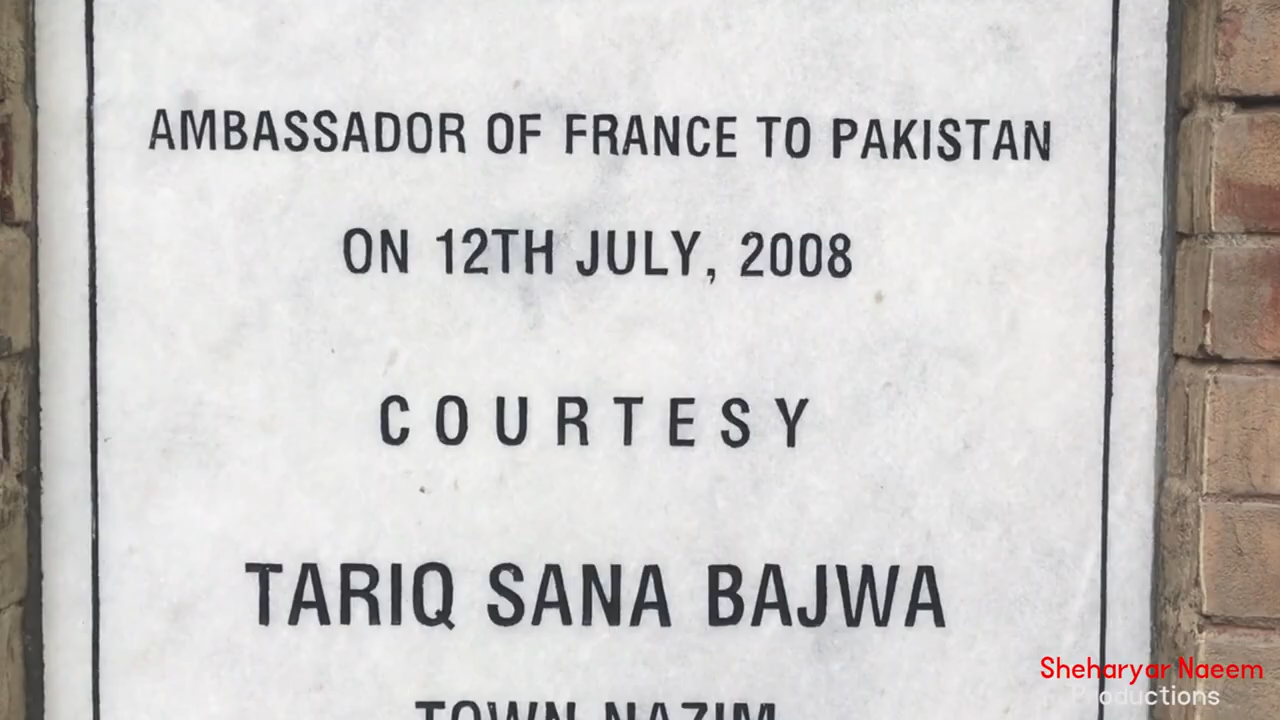 AMBASSADOR OF FRANCE TO PAKISTAN
ON 12TH JULY, 2008
COURTESY
TARIQ SANA BAJWA
TOWN NAZIM
Sheharyar Naeem
Productions